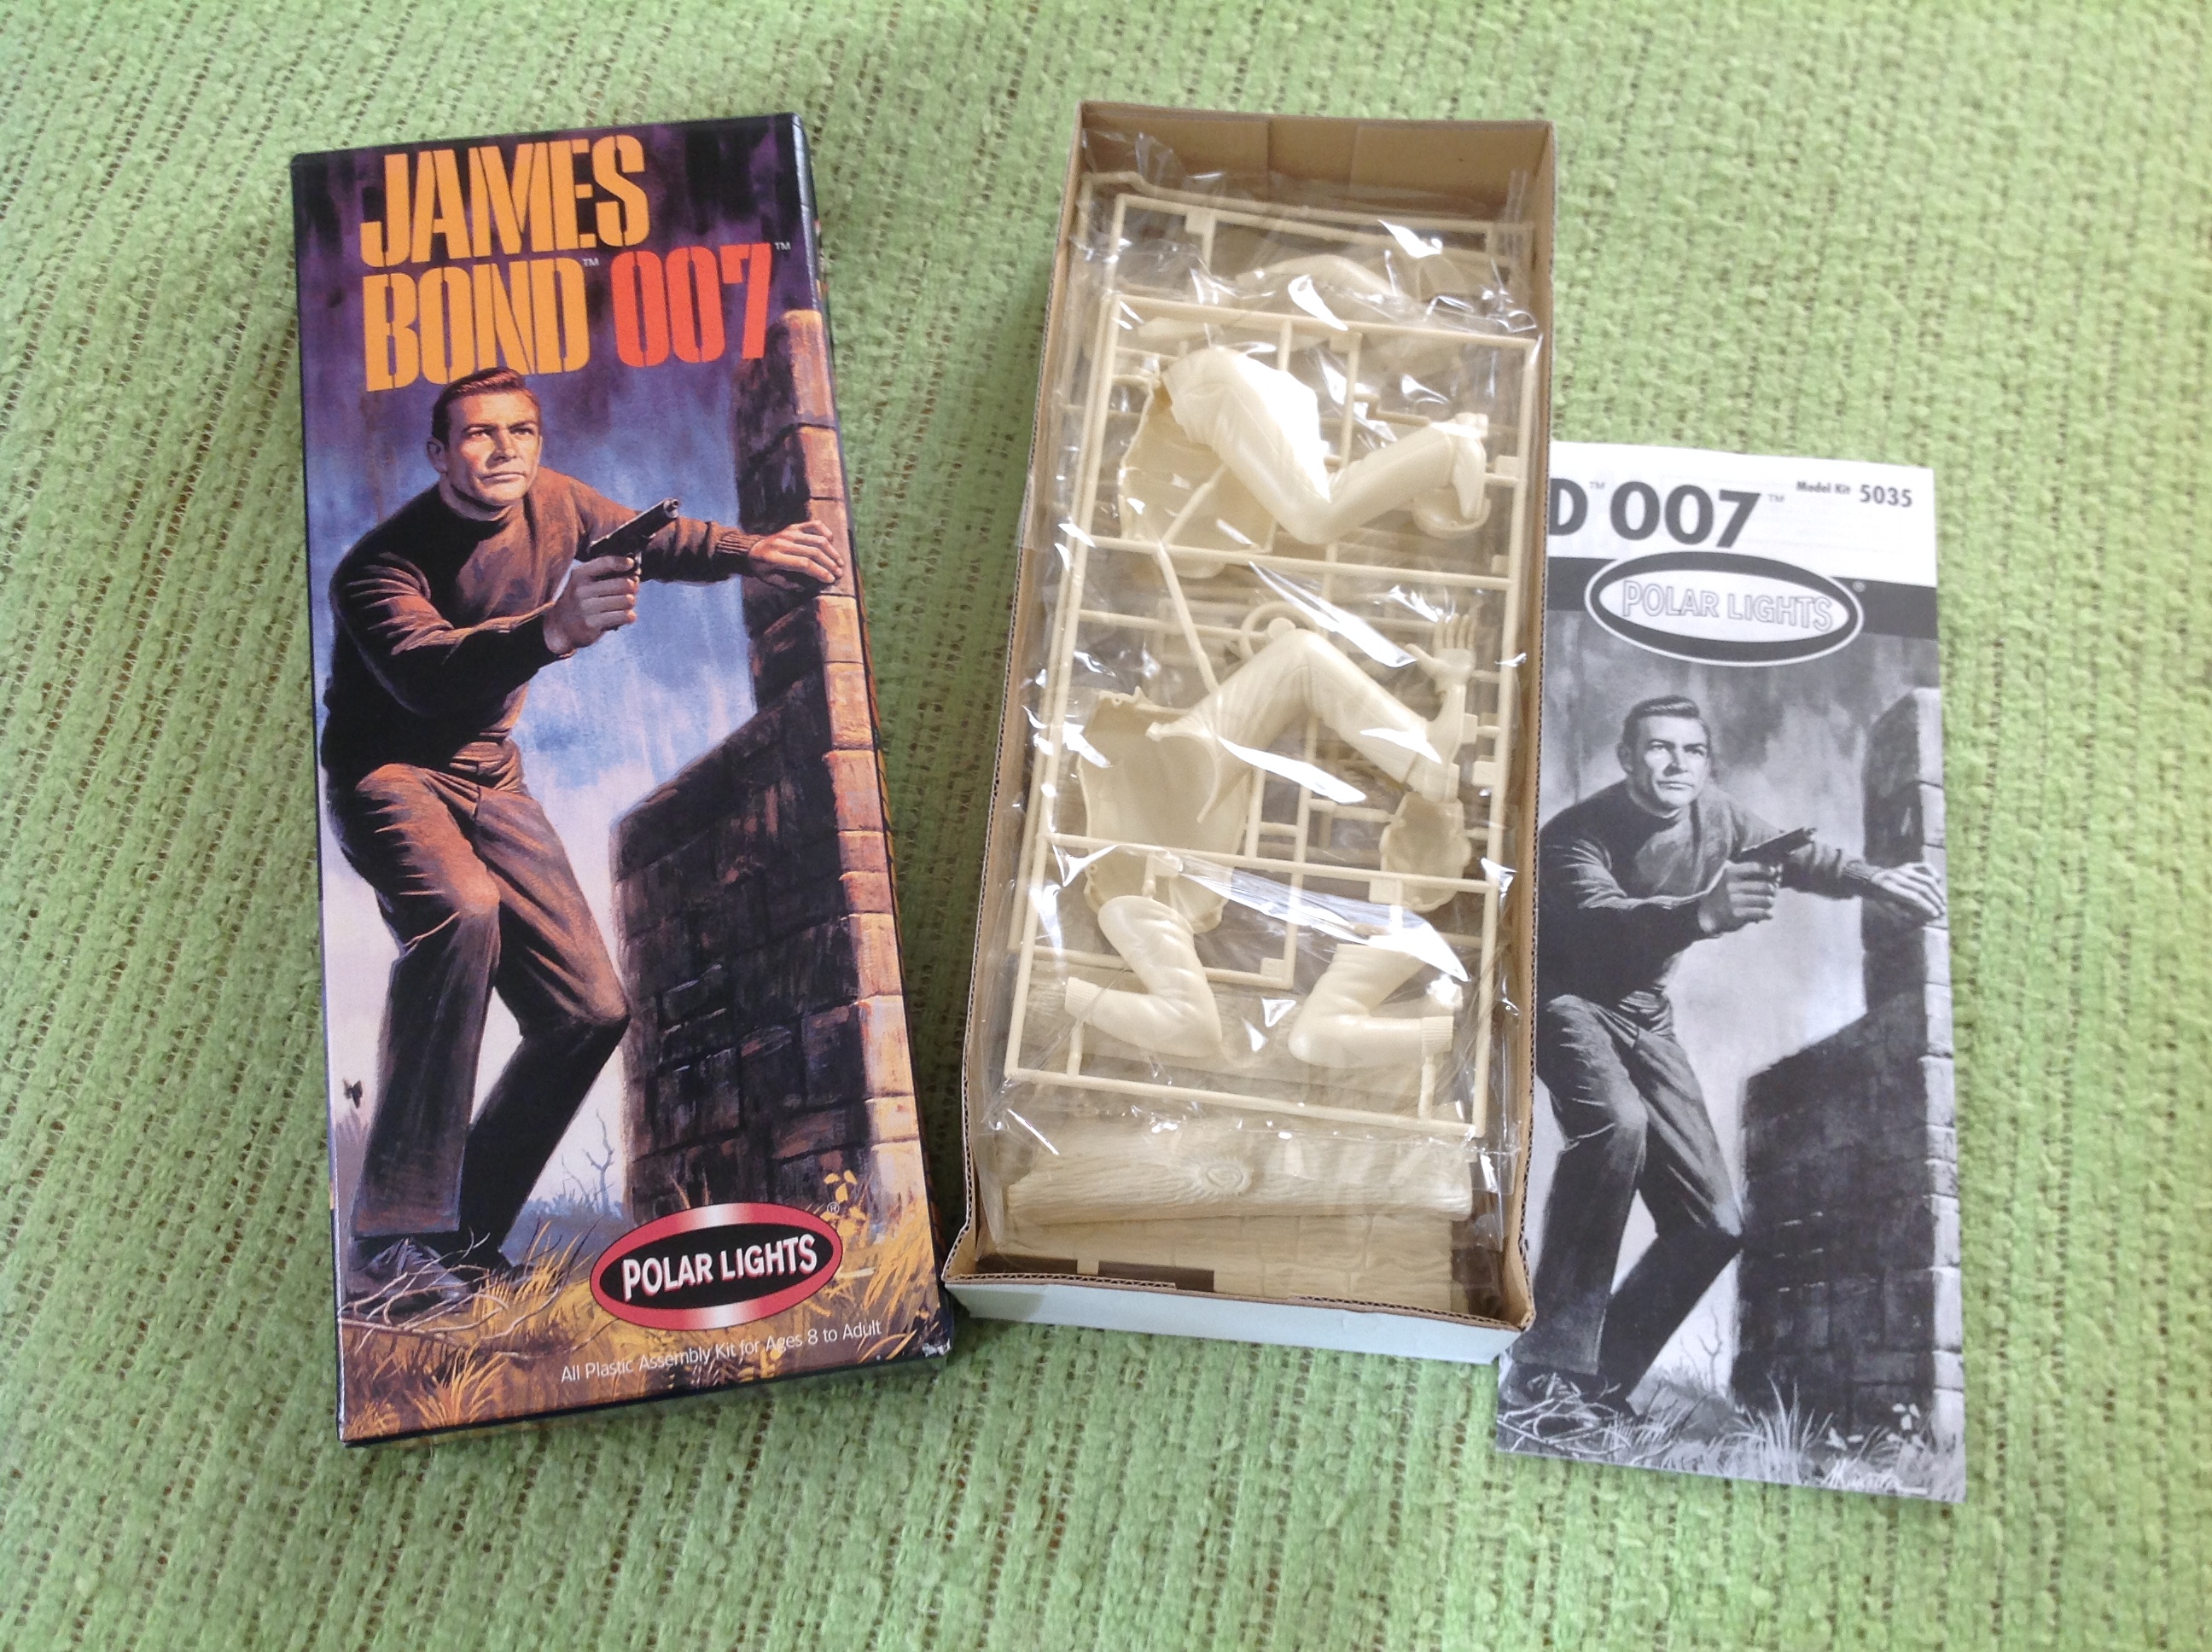 JAMES
BOND™ 007™
POLAR LIGHTS®
All Plastic Assembly Kit for Ages 8 to Adult
D™ 007™ Model Kit 5035
POLAR LIGHTS®